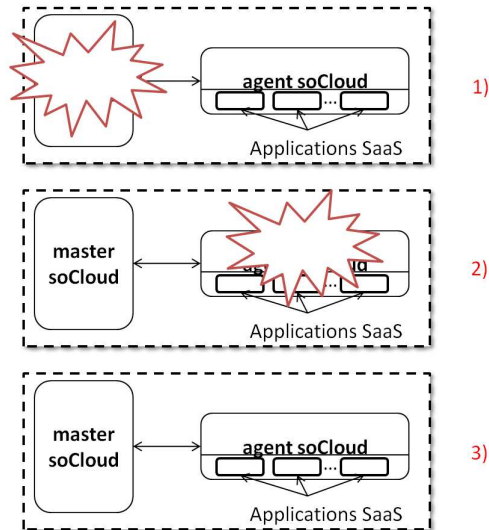 agent soCloud
...
Applications SaaS
1)
master
soCloud
...
Applications SaaS
2)
master
soCloud
agent soCloud
...
Applications SaaS
3)